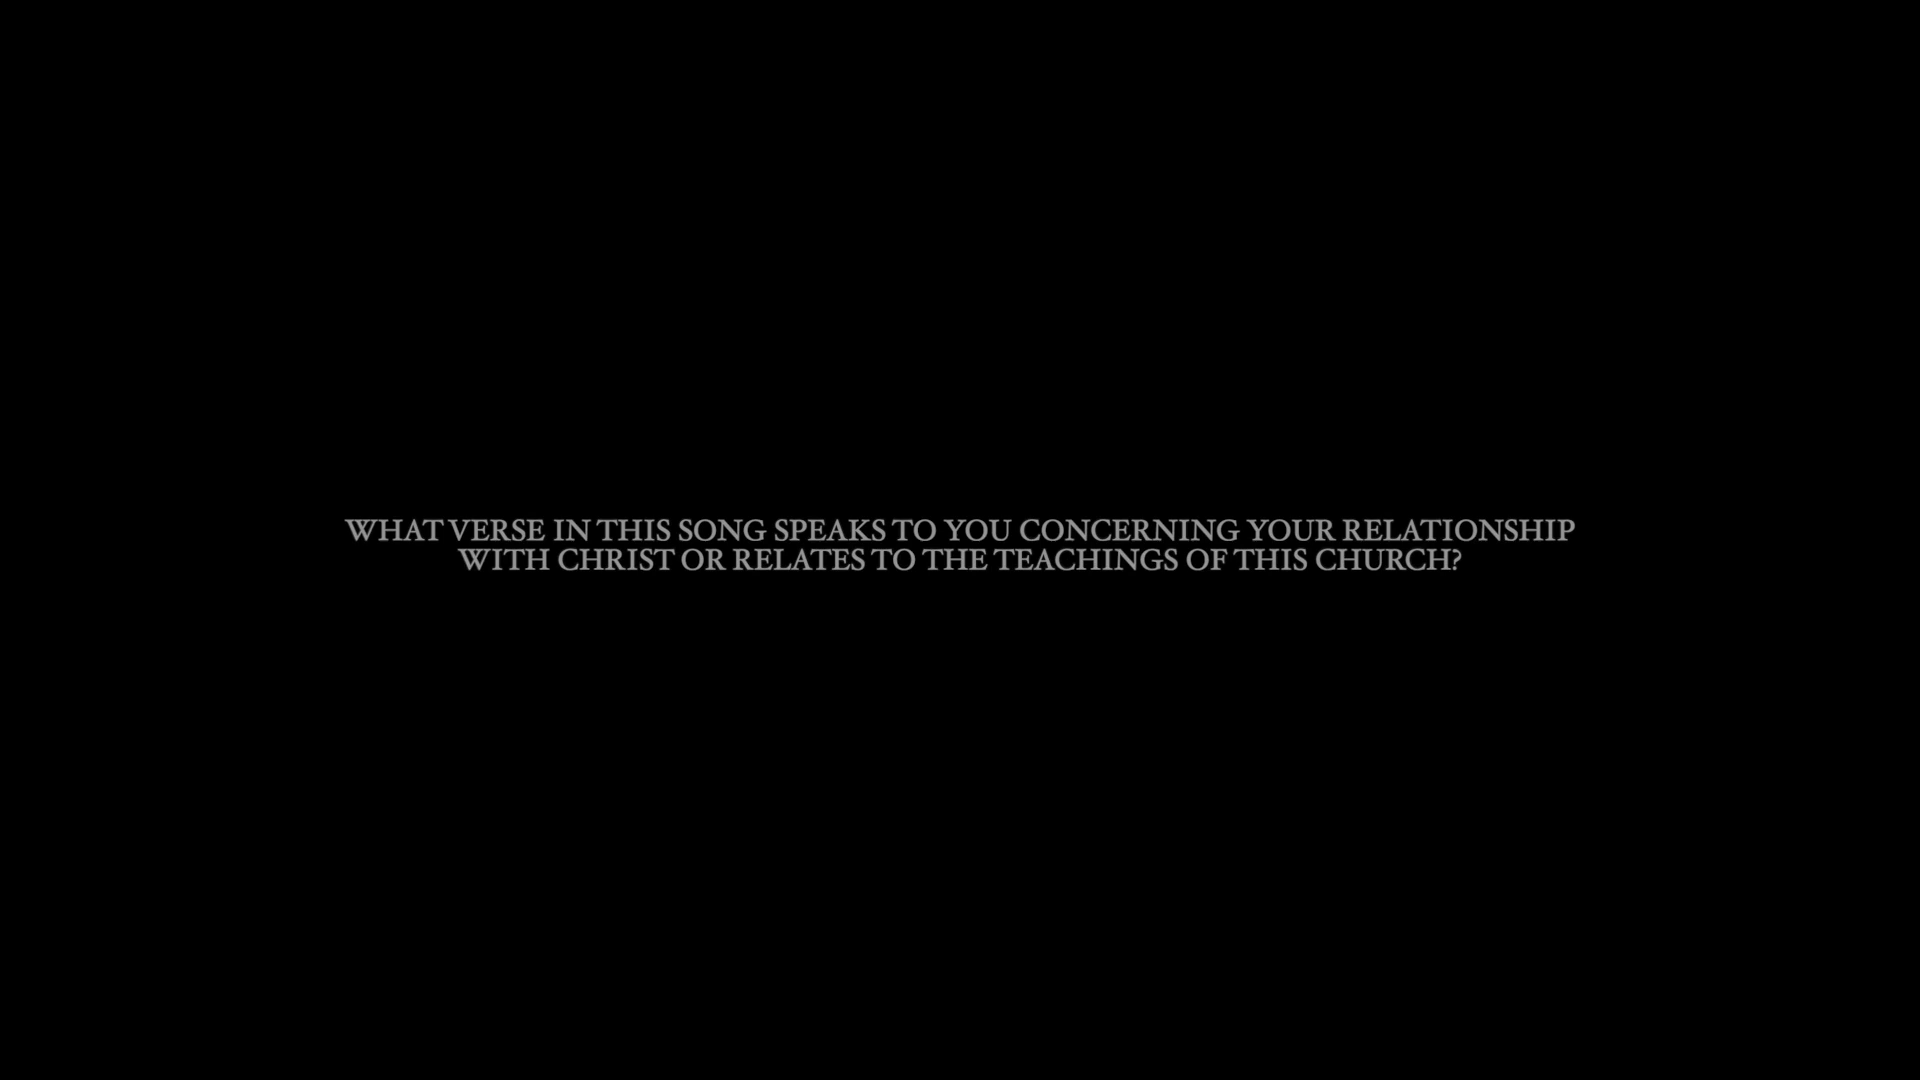 WHAT VERSE IN THIS SONG SPEAKS TO YOU CONCERNING YOUR RELATIONSHIP
WITH CHRIST OR RELATES TO THE TEACHINGS OF THIS CHURCH?